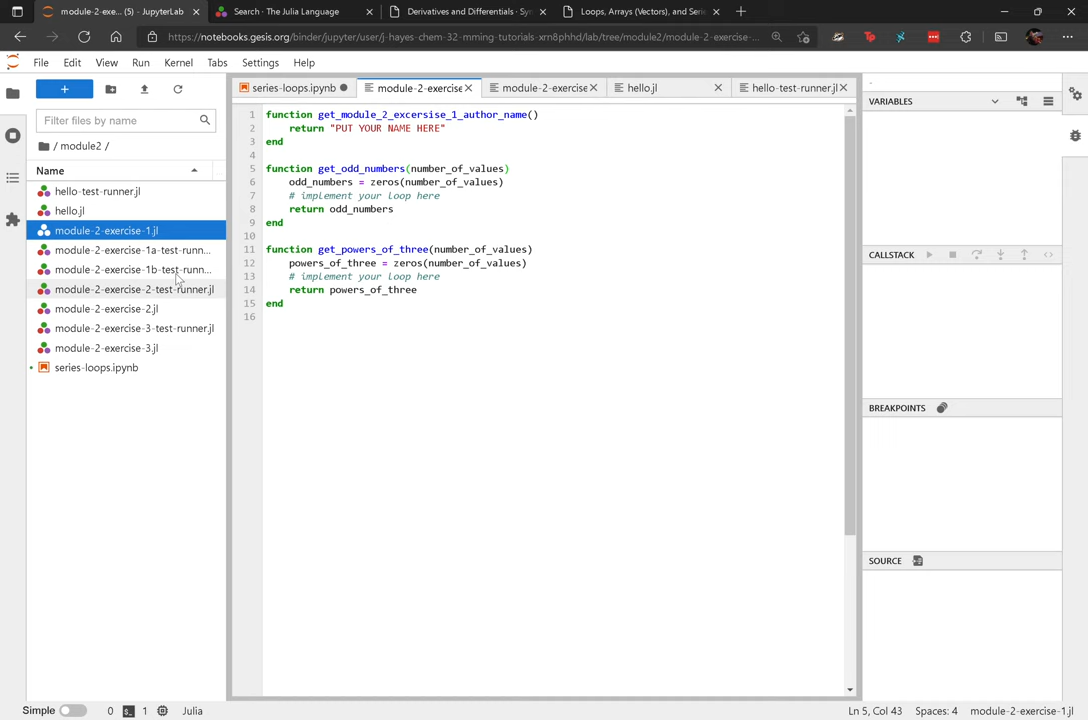 module-2-exe... (5) - JupyterLab
Search · The Julia Language
Derivatives and Differentials · Sy
Loops, Arrays (Vectors), and Serie
https://notebooks.gesis.org/binder/jupyter/user/j-hayes-chem-32-mming-tutorials-xrn8phhd/lab/tree/module2/module-2-exercise-...
File Edit View Run Kernel Tabs Settings Help
series-loops.ipynb
module-2-exercise
module-2-exercise
hello.jl
hello-test-runner.jl
Filter files by name
/ module2 /
Name
hello-test-runner.jl
hello.jl
module-2-exercise-1.jl
module-2-exercise-1a-test-runn...
module-2-exercise-1b-test-runn...
module-2-exercise-2-test-runner.jl
module-2-exercise-2.jl
module-2-exercise-3-test-runner.jl
module-2-exercise-3.jl
series-loops.ipynb
1 function get_module_2_excersise_1_author_name()
2 return "PUT YOUR NAME HERE"
3 end
4
5 function get_odd_numbers(number_of_values)
6 odd_numbers = zeros(number_of_values)
7 # implement your loop here
8 return odd_numbers
9 end
10
11 function get_powers_of_three(number_of_values)
12 powers_of_three = zeros(number_of_values)
13 # implement your loop here
14 return powers_of_three
15 end
16
VARIABLES
CALLSTACK
BREAKPOINTS
SOURCE
Simple 0 1 Julia
Ln 5, Col 43 Spaces: 4 module-2-exercise-1.jl